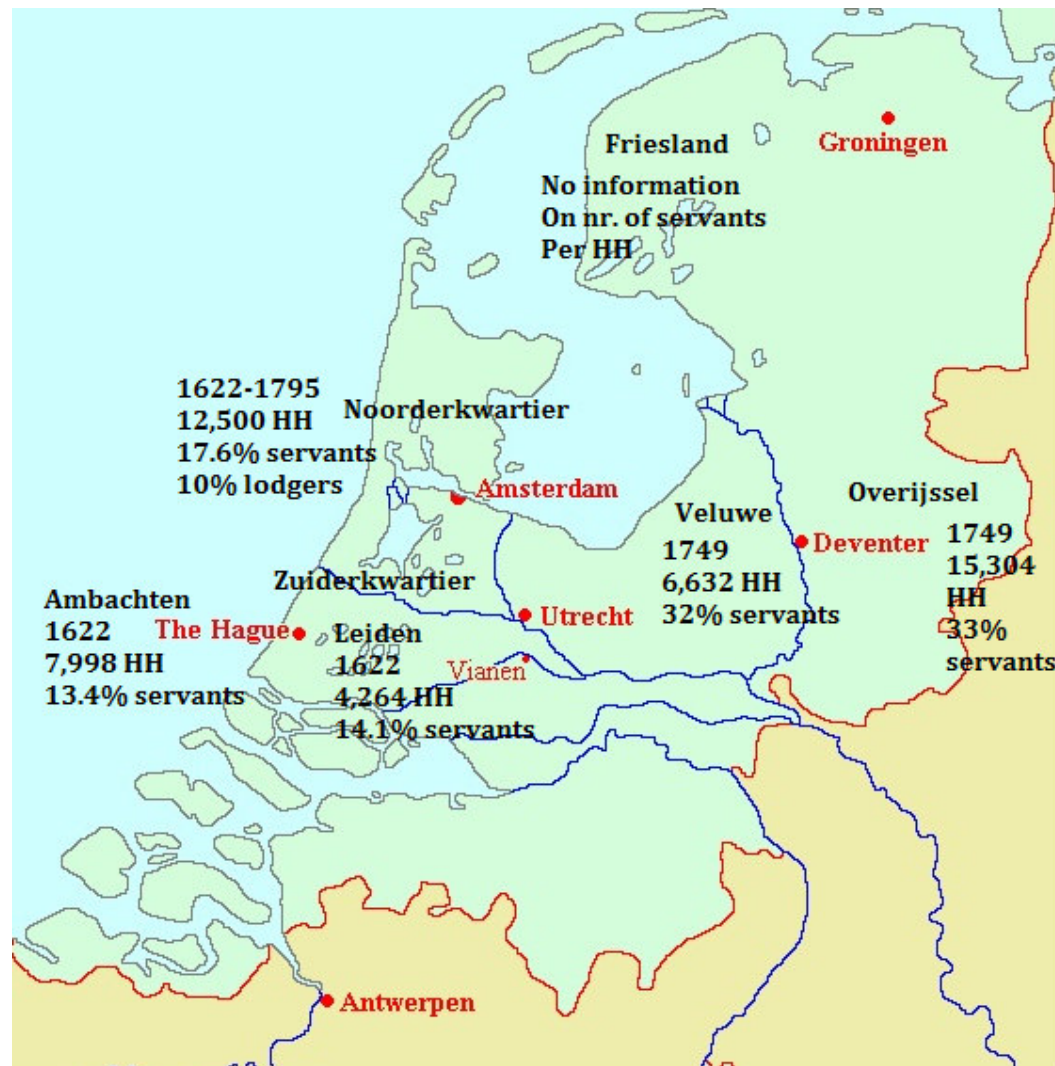 Friesland
Groningen
No information
On nr. of servants
Per HH
1622-1795
12,500 HH
17.6% servants
10% lodgers
Noorderkwartier
Amsterdam
Veluwe
1749
6,632 HH
32% servants
Overijssel
1749
15,304
HH
33%
servants
Deventer
Zuiderkwartier
Utrecht
Ambachten
1622
7,998 HH
13.4% servants
The Hague
Leiden
1622
4,264 HH
14.1% servants
Vianen
Antwerpen